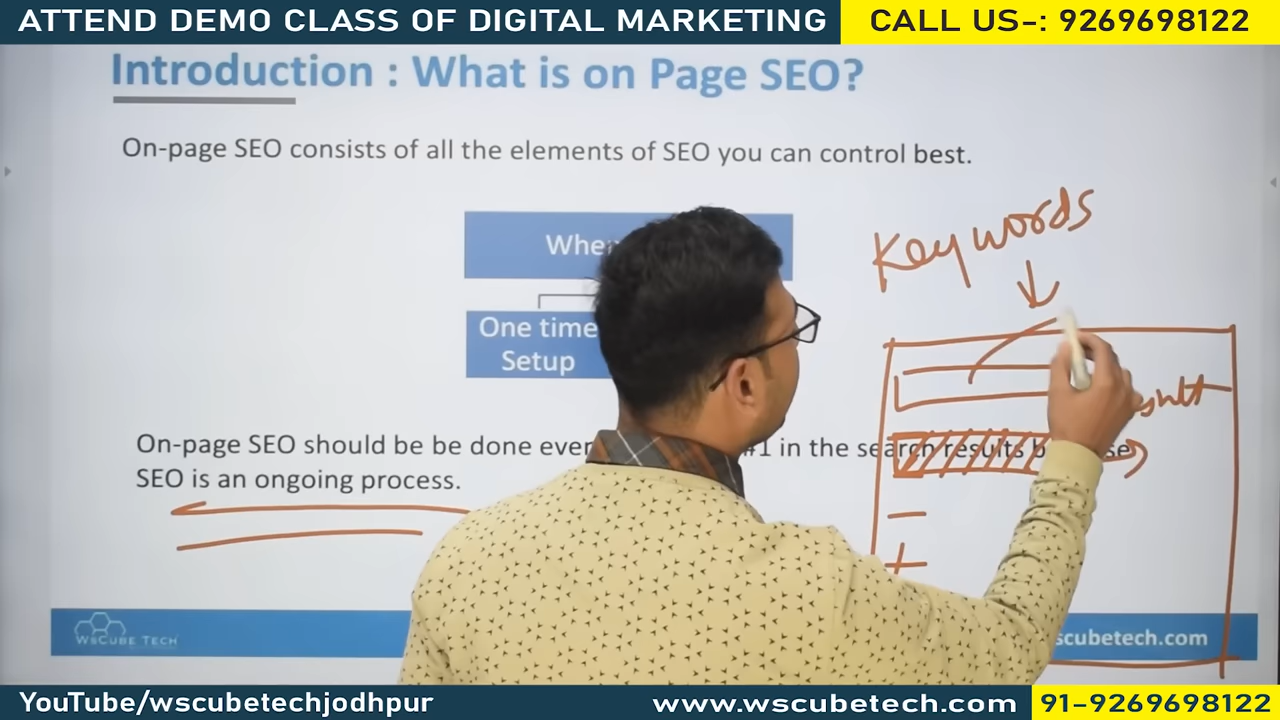 ATTEND DEMO CLASS OF DIGITAL MARKETING
CALL US-: 9269698122
Introduction : What is on Page SEO?
On-page SEO consists of all the elements of SEO you can control best.
Keywords
One time
Setup
On-page SEO should be be done
#1 in the search results
SEO is an ongoing process.
WsCube Tech
scubetech.com
YouTube/wscubetechjodhpur
www.wscubetech.com
91-9269698122